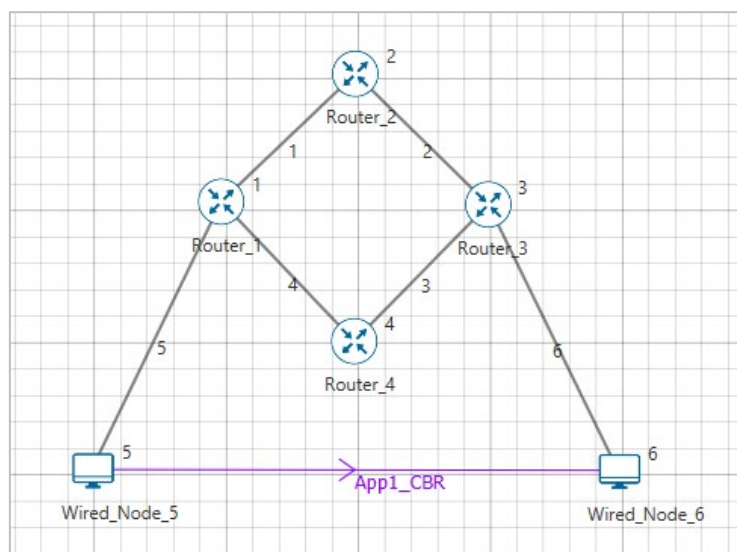 2
Router_2
1
2
1
3
Router_1
Router_3
4
3
4
Router_4
5
6
5
6
App1_CBR
Wired_Node_5
Wired_Node_6